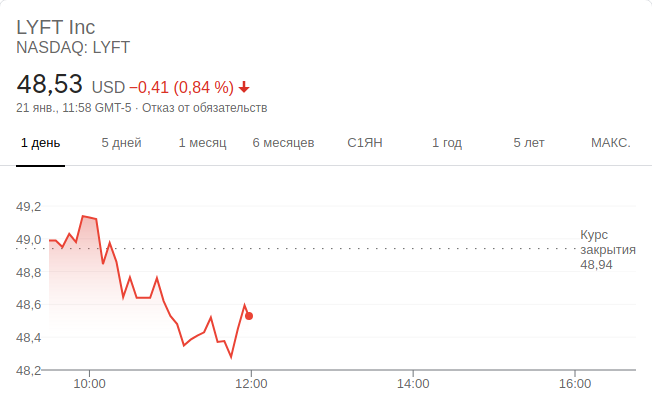 LYFT Inc
NASDAQ: LYFT
48,53 USD −0,41 (0,84 %)
21 янв., 11:58 GMT-5 · Отказ от обязательств
1 день 5 дней 1 месяц 6 месяцев С1ЯН 1 год 5 лет МАКС.
49,2
49,0
48,8
48,6
48,4
48,2
Курс
закрытия
48,94
10:00 12:00 14:00 16:00